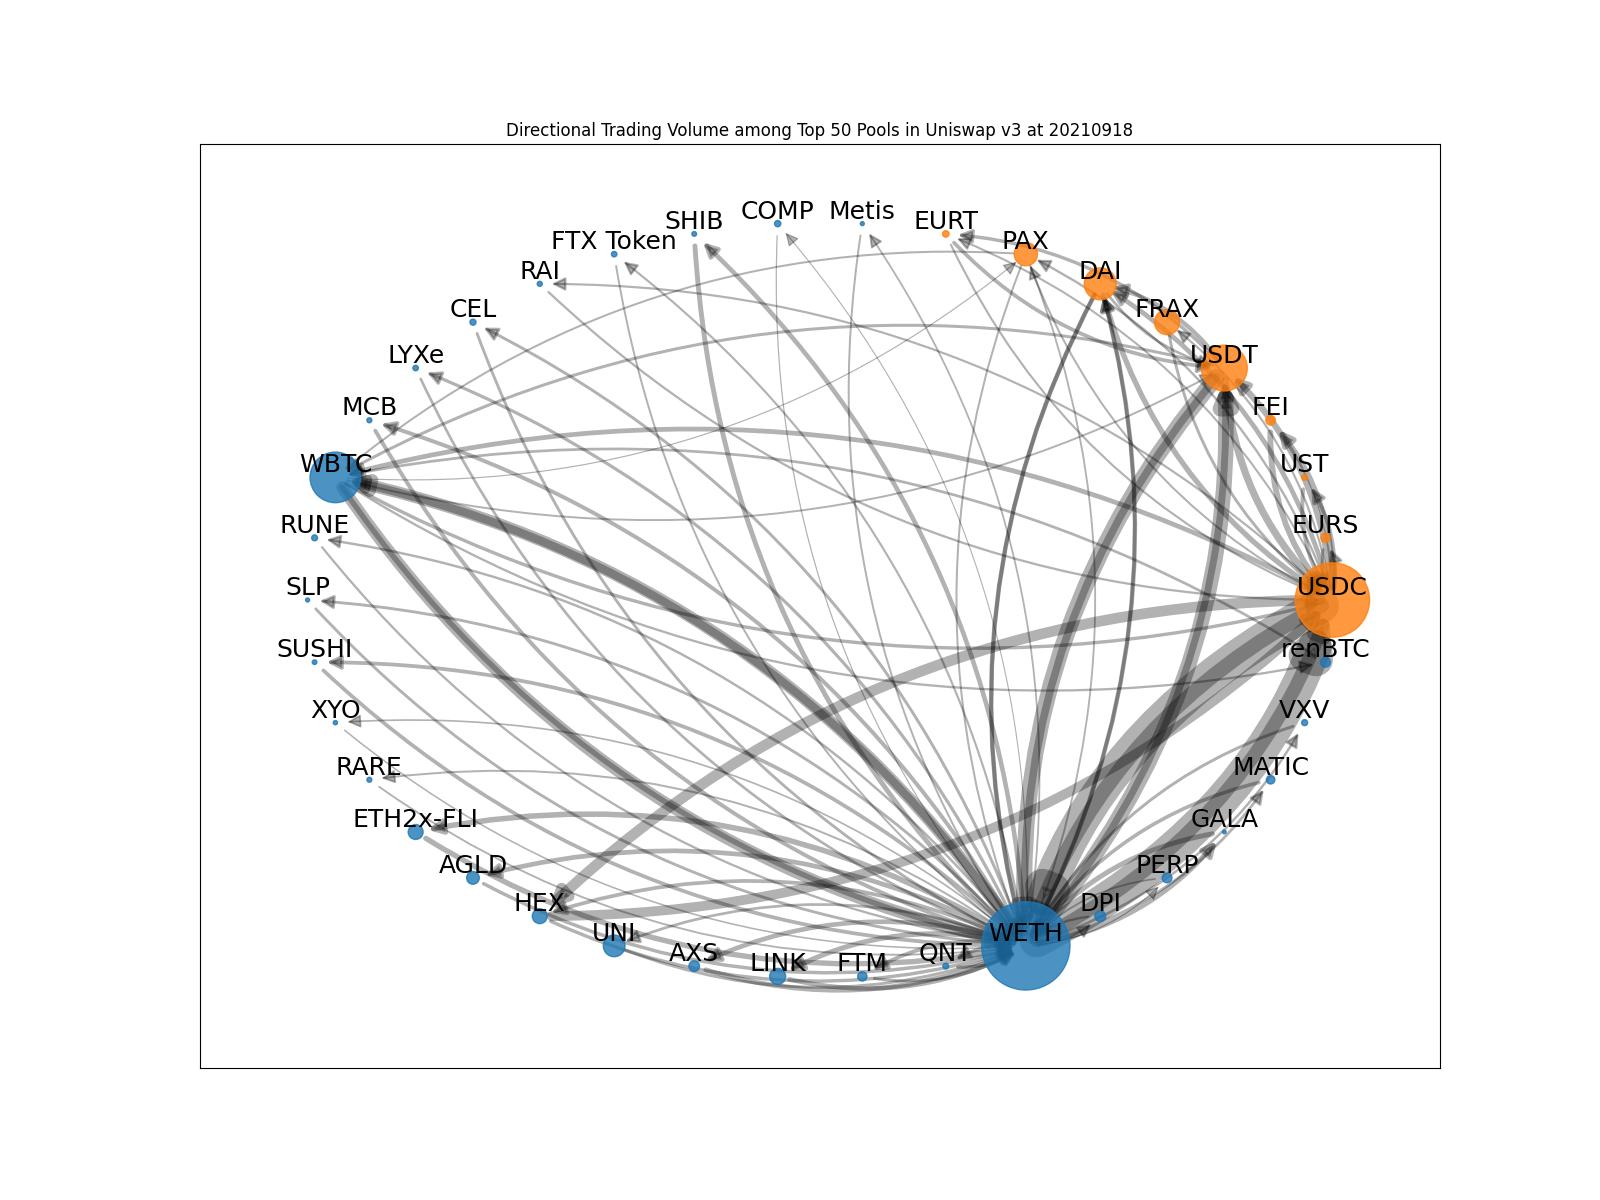 Directional Trading Volume among Top 50 Pools in Uniswap v3 at 20210918
COMP
Metis
SHIB
EURT
FTX Token
PAX
RAI
DAI
CEL
FRAX
LYXe
USDT
MCB
FEI
WBTC
UST
RUNE
EURS
SLP
USDC
SUSHI
renBTC
XYO
VXV
RARE
MATIC
ETH2x-FLI
GALA
AGLD
PERP
HEX
DPI
UNI
WETH
AXS
QNT
LINK
FTM